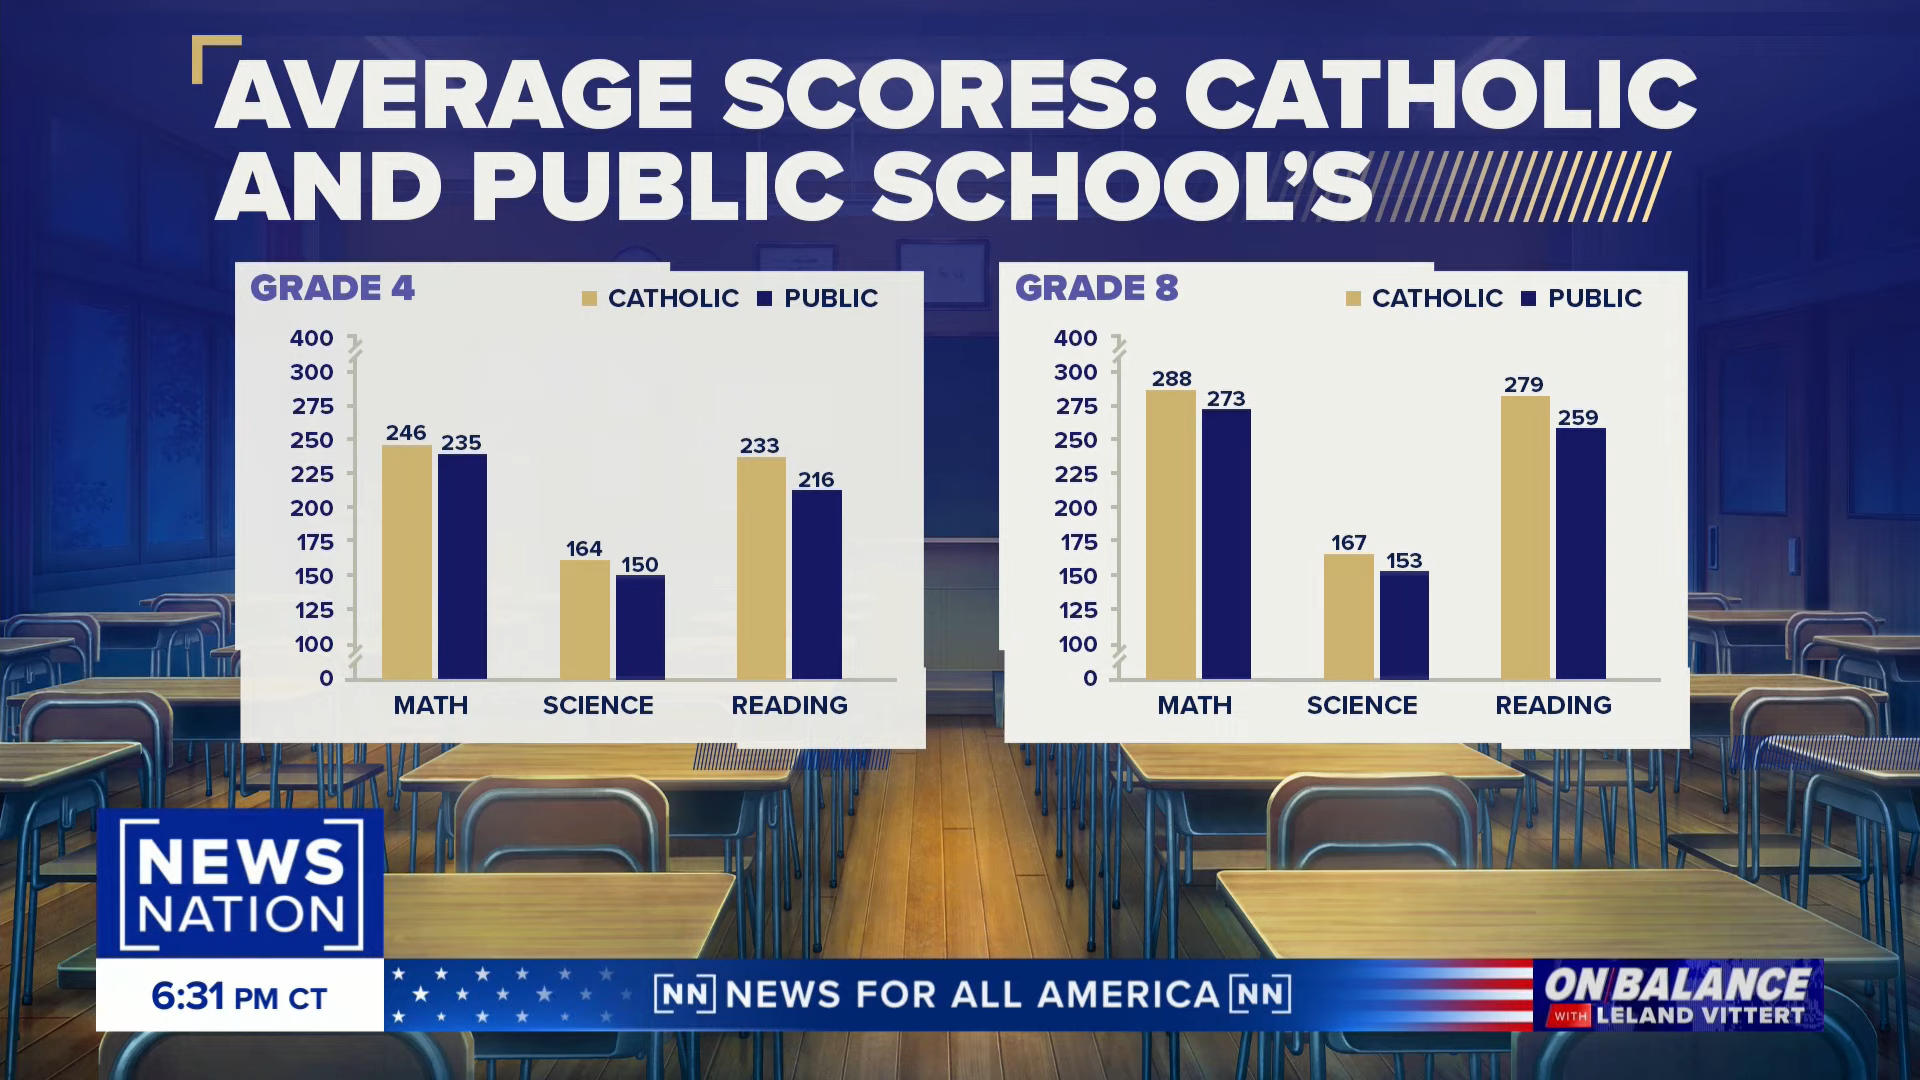 AVERAGE SCORES: CATHOLIC
AND PUBLIC SCHOOL'S
GRADE 4
CATHOLIC PUBLIC
400
300
275
250
225
200
175
150
125
100
0
246 235
164 150
233 216
MATH SCIENCE READING
GRADE 8
CATHOLIC PUBLIC
400
300
275
250
225
200
175
150
125
100
0
288 273
167 153
279 259
MATH SCIENCE READING
NEWS
NATION
6:31 PM CT
NN NEWS FOR ALL AMERICA NN
ON BALANCE
WITH LELAND VITTERT